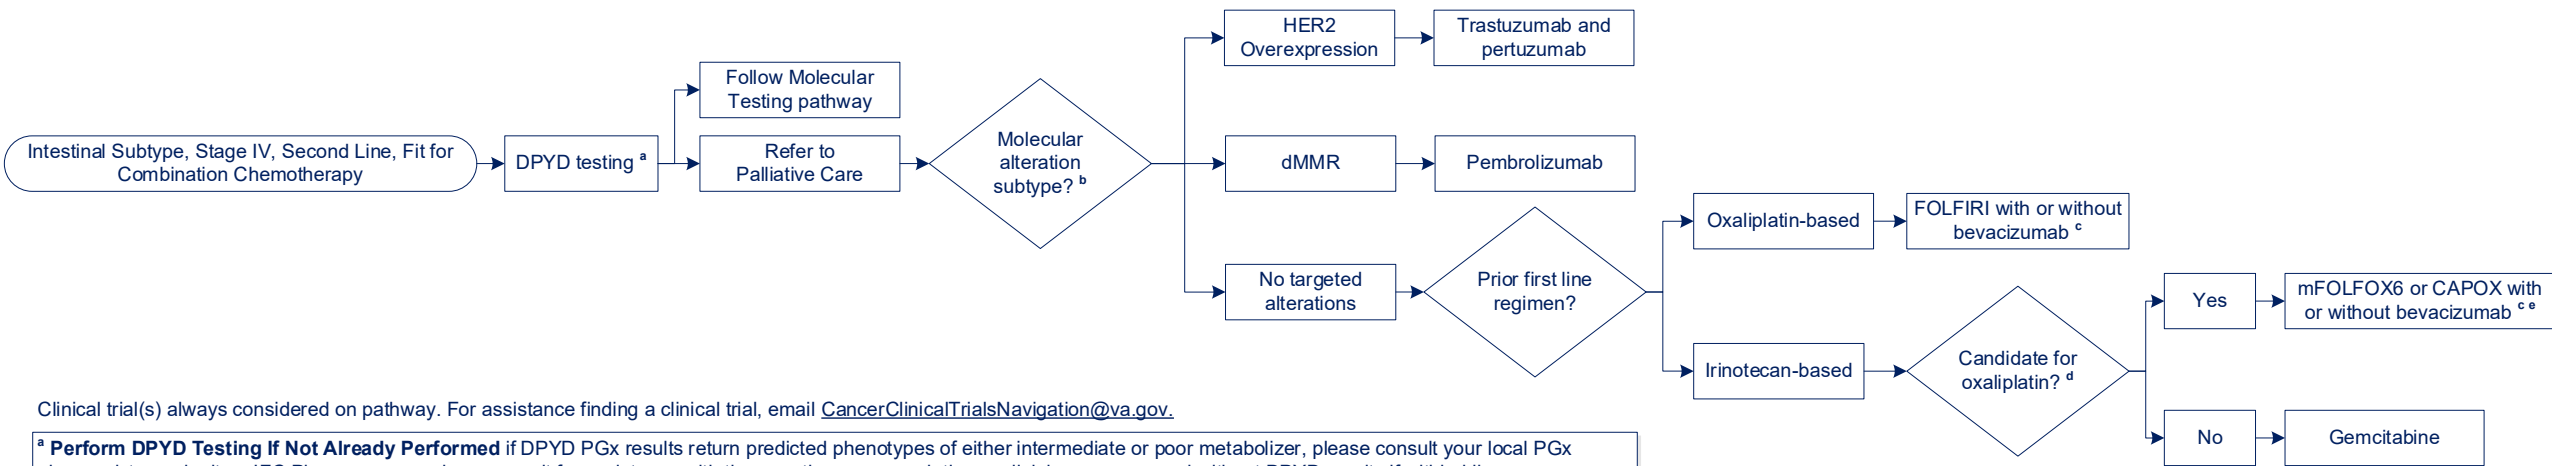 HER2
Overexpression
Trastuzumab and
pertuzumab
Follow Molecular
Testing pathway
Intestinal Subtype, Stage IV, Second Line, Fit for
Combination Chemotherapy
DPYD testing a
Refer to
Palliative Care
Molecular
alteration
subtype? b
dMMR
Pembrolizumab
No targeted
alterations
Prior first line
regimen?
Oxaliplatin-based
FOLFIRI with or without
bevacizumab c
Irinotecan-based
Candidate for
oxaliplatin? d
Yes
mFOLFOX6 or CAPOX with
or without bevacizumab c e
No
Gemcitabine
Clinical trial(s) always considered on pathway. For assistance finding a clinical trial, email CancerClinicalTrialsNavigation@va.gov.
a Perform DPYD Testing If Not Already Performed if DPYD PGx results return predicted phenotypes of either intermediate or poor metabolizer, please consult your local PGx